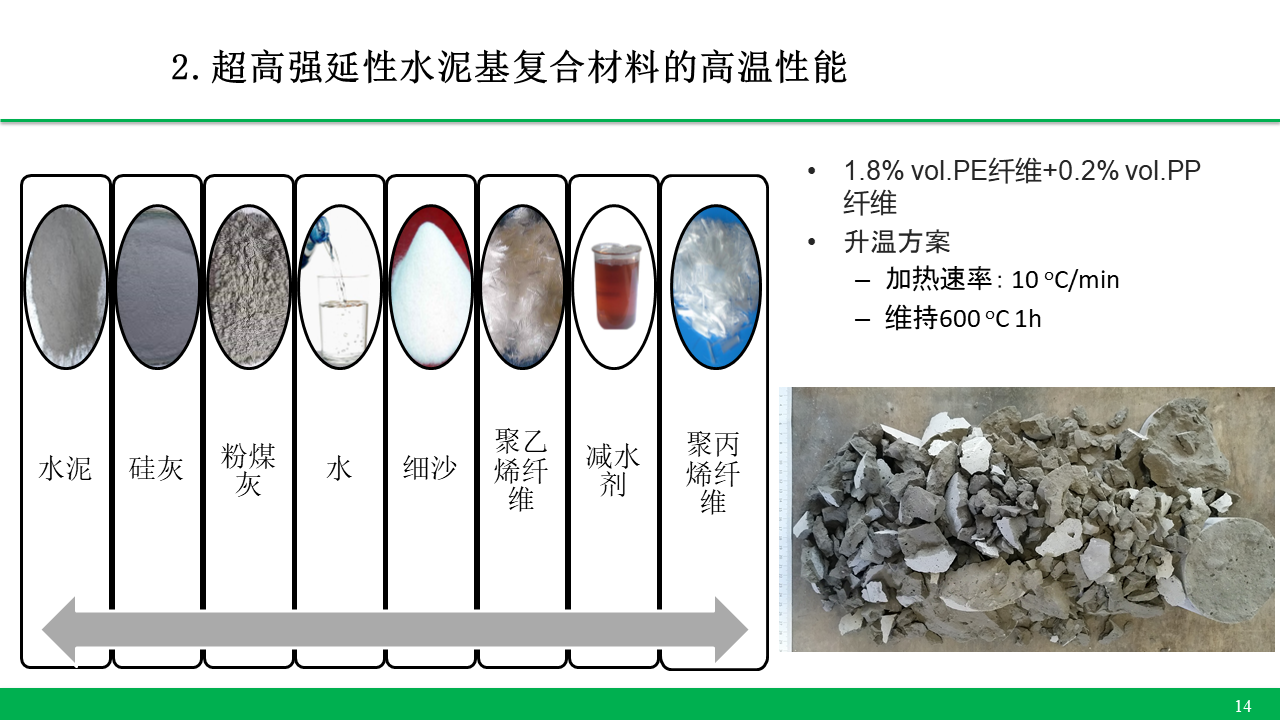 2. 超高强延性水泥基复合材料的高温性能
• 1.8% vol.PE纤维+0.2% vol.PP
纤维
• 升温方案
– 加热速率: 10 ℃/min
– 维持600 ℃ 1h
水泥
硅灰
粉煤
灰
水
细沙
聚乙
烯纤
维
减水
剂
聚丙
烯纤
维
14